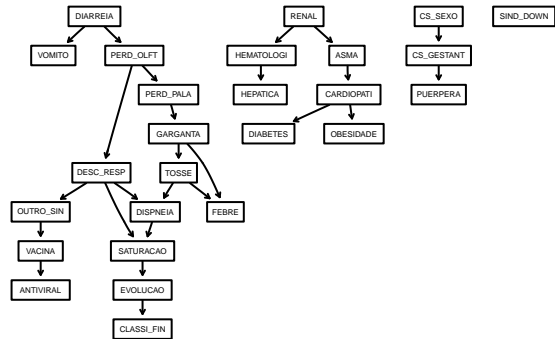 DIARREIA
RENAL
CS_SEXO
SIND_DOWN
VOMITO
PERD_OLFT
HEMATOLOGI
ASMA
CS_GESTANT
PERD_PALA
HEPATICA
CARDIOPATI
PUERPERA
GARGANTA
DIABETES
OBESIDADE
DESC_RESP
TOSSE
OUTRO_SIN
DISPNEIA
FEBRE
VACINA
SATURACAO
ANTIVIRAL
EVOLUCAO
CLASSI_FIN